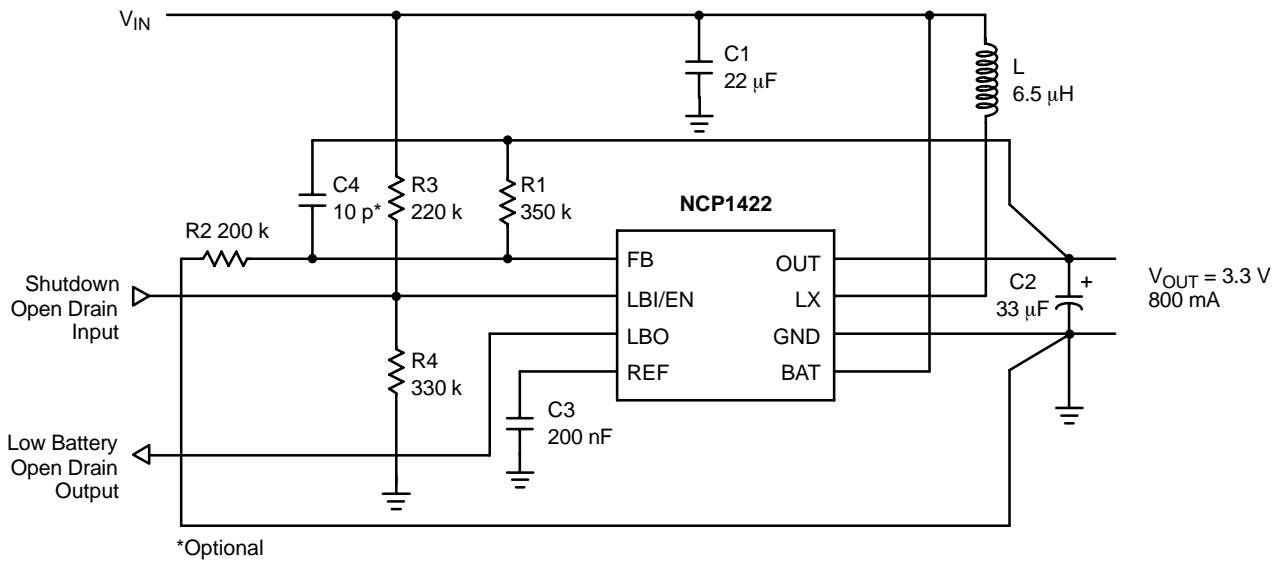 V_IN
C1
22 μF
L
6.5 μH
C4
10 p*
R3
220 k
R1
350 k
NCP1422
R2 200 k
FB
OUT
Shutdown
Open Drain
Input
LBI/EN
LX
C2
33 μF
+
V_OUT = 3.3 V
800 mA
LBO
GND
R4
330 k
REF
BAT
C3
200 nF
Low Battery
Open Drain
Output
*Optional